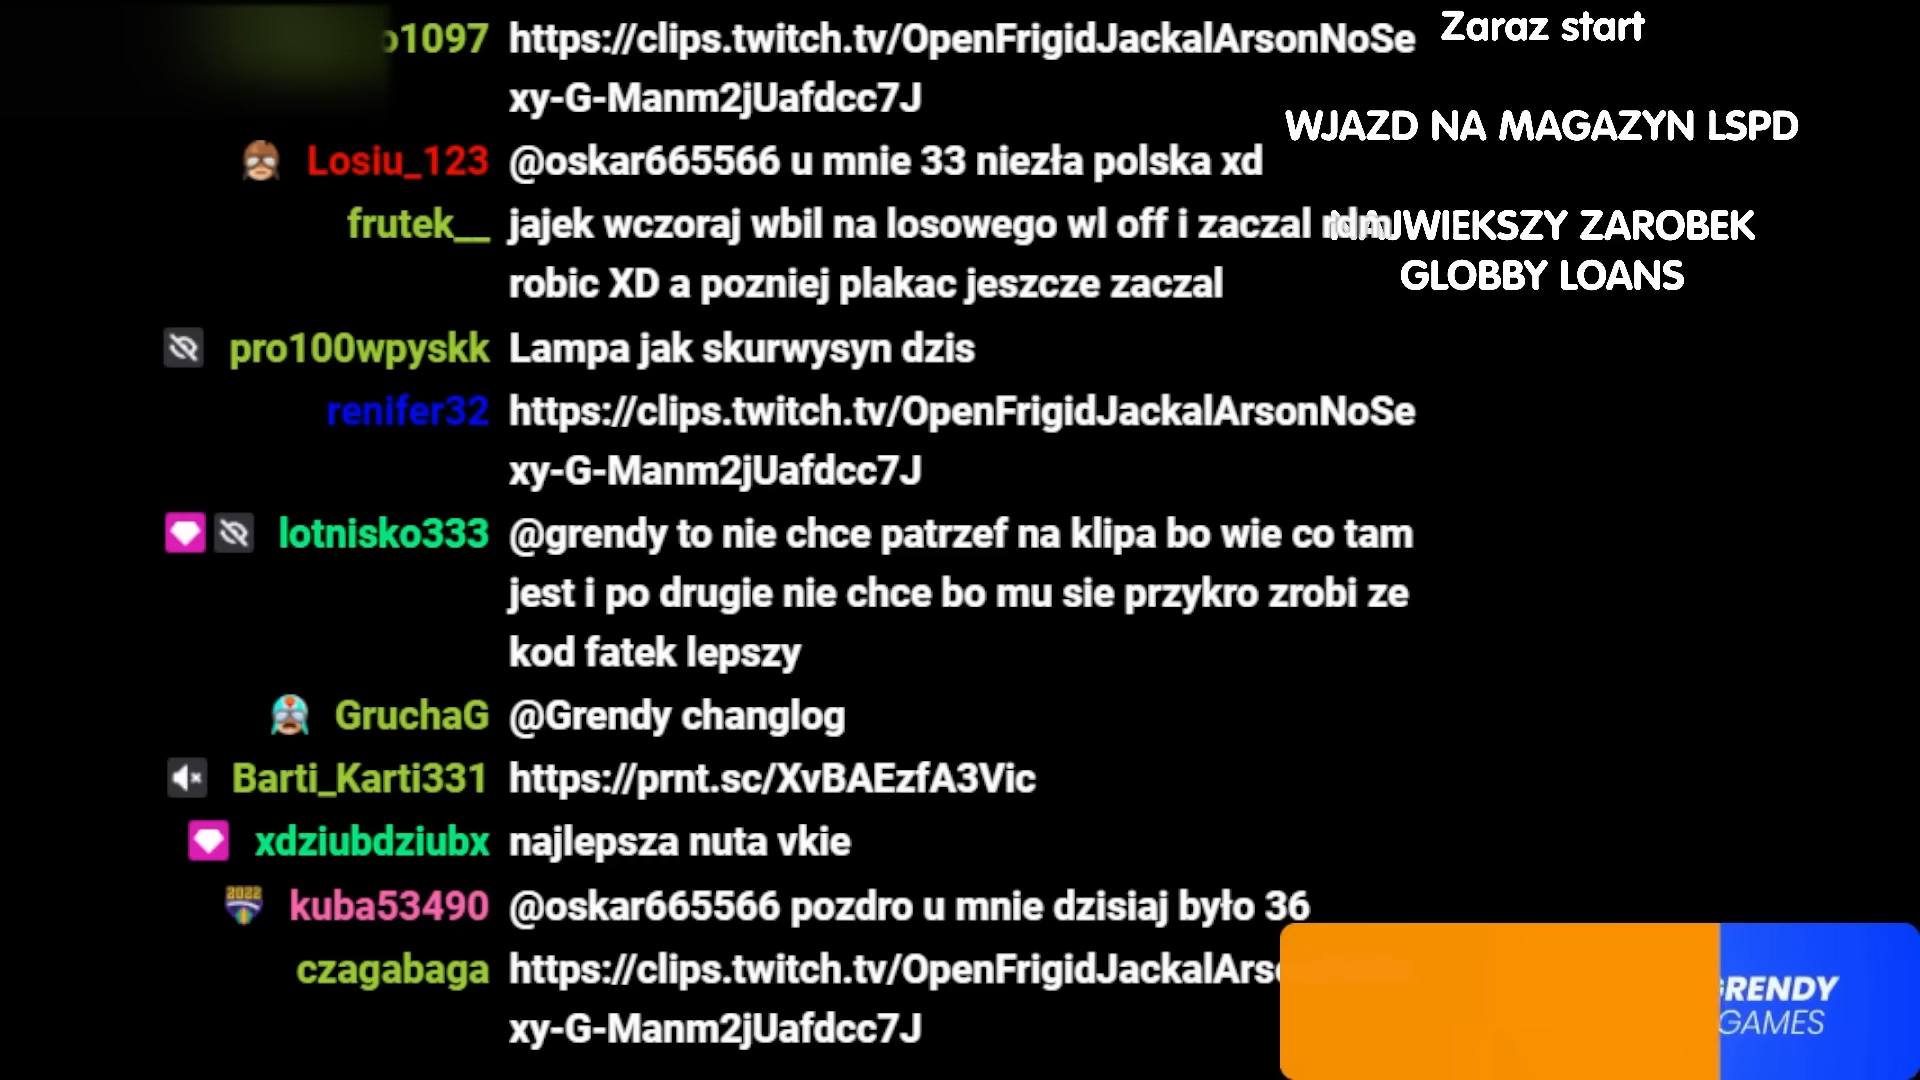 o1097 https://clips.twitch.tv/OpenFrigidJackalArsonNoSe
xy-G-Manm2jUafdcc7J
Losiu_123 @oskar665566 u mnie 33 niezła polska xd
frutek__ jajek wczoraj wbil na losowego wl off i zaczal rdm
robic XD a pozniej plakac jeszcze zaczal
pro100wpyskk Lampa jak skurwysyn dzis
renifer32 https://clips.twitch.tv/OpenFrigidJackalArsonNoSe
xy-G-Manm2jUafdcc7J
lotnisko333 @grendy to nie chce patrzef na klipa bo wie co tam
jest i po drugie nie chce bo mu sie przykro zrobi ze
kod fatek lepszy
GruchaG @Grendy changlog
Barti_Karti331 https://prnt.sc/XvBAEzfA3Vic
xdziubdziubx najlepsza nuta vkie
2022 kuba53490 @oskar665566 pozdro u mnie dzisiaj było 36
czagabaga https://clips.twitch.tv/OpenFrigidJackalArs
xy-G-Manm2jUafdcc7J
Zaraz start
WJAZD NA MAGAZYN LSPD
NAJWIEKSZY ZAROBEK
GLOBBY LOANS
GRENDY
GAMES